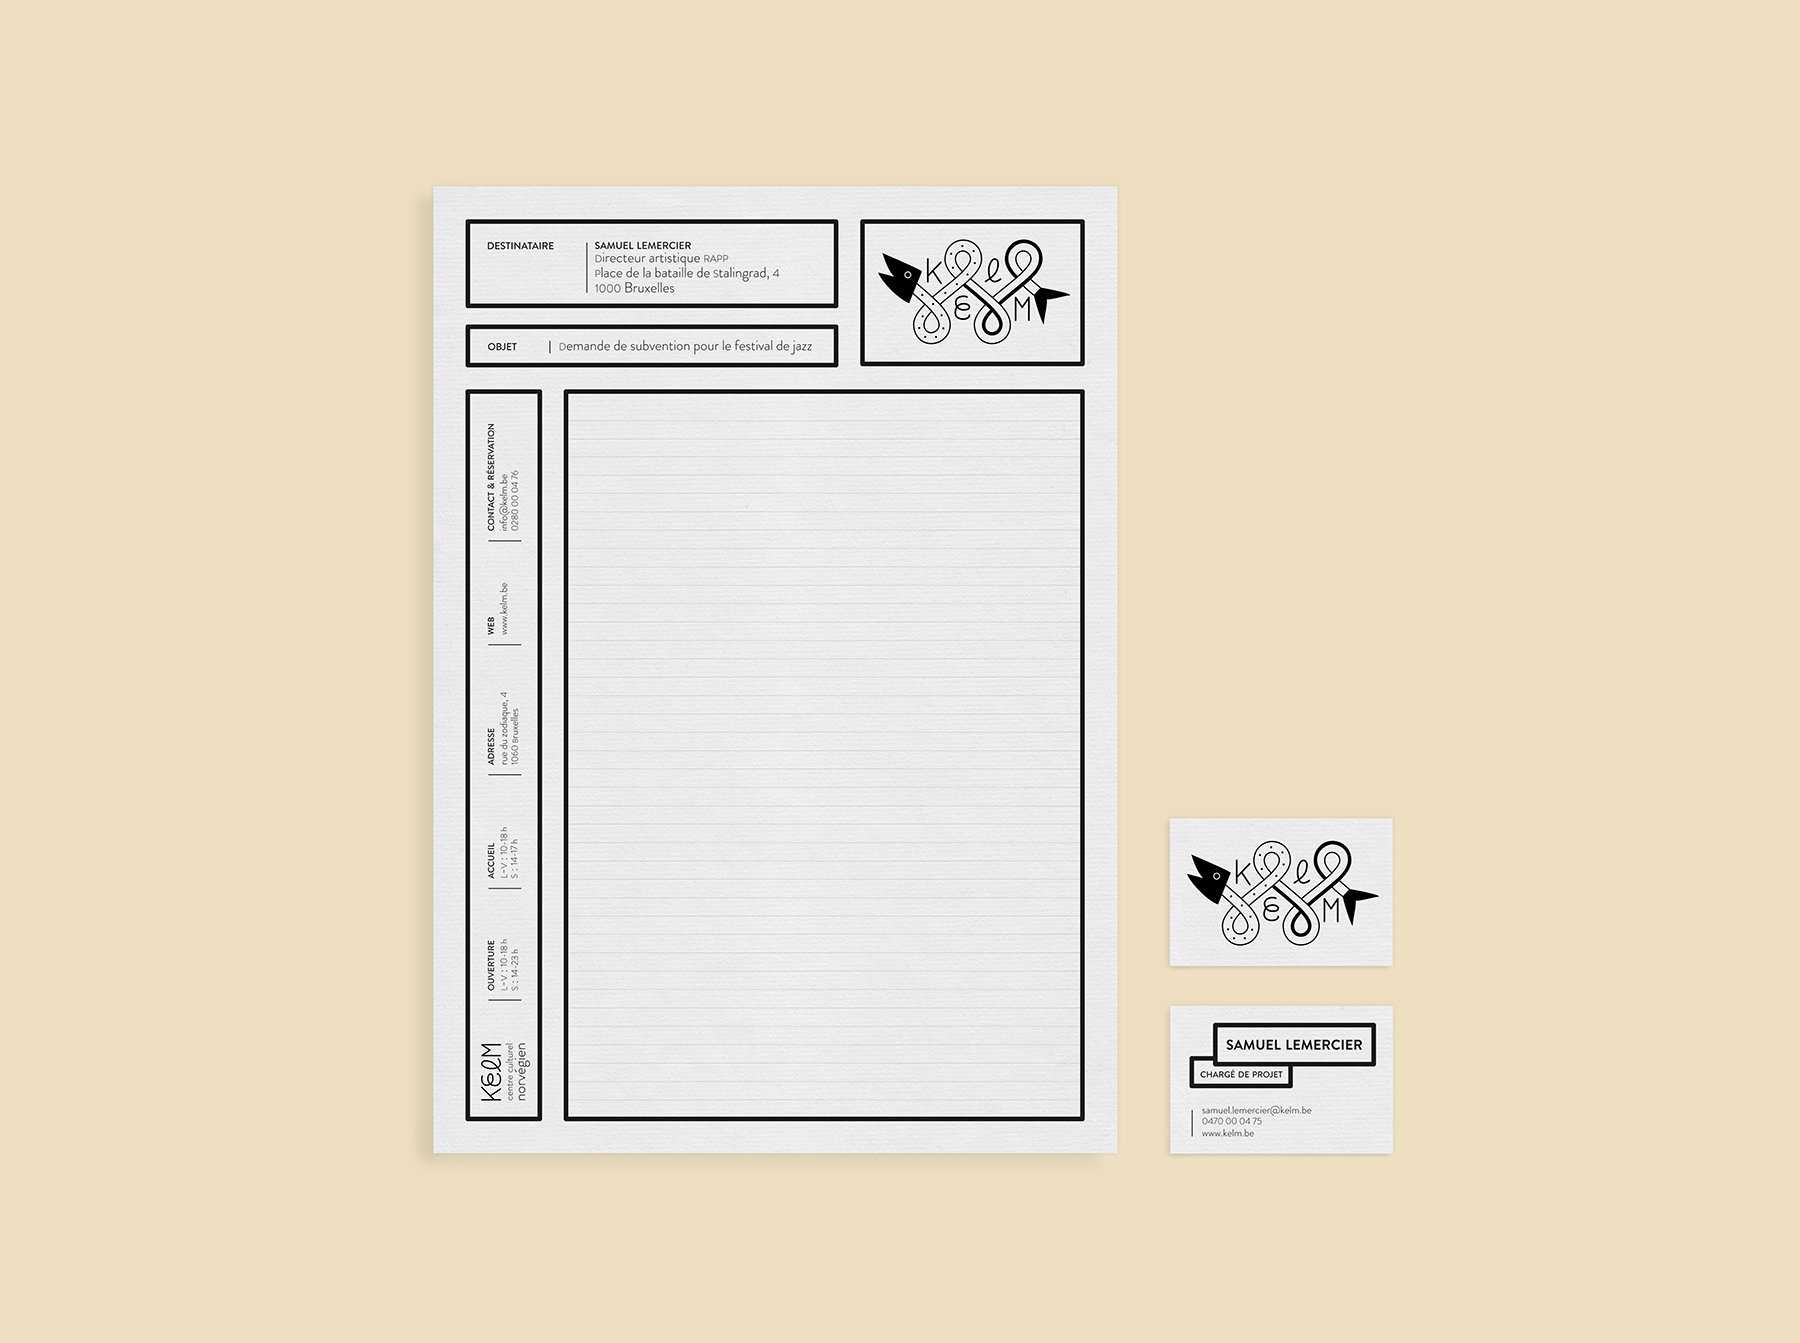 DESTINATAIRE
SAMUEL LEMERCIER
Directeur artistique RAPP
Place de la bataille de Stalingrad, 4
1000 Bruxelles
OBJET
Demande de subvention pour le festival de jazz
KElM
CONTACT & RÉSERVATION
info@kelm.be
0280 00 04 76
WEB
www.kelm.be
ADRESSE
rue du zodiaque, 4
1060 Bruxelles
ACCUEIL
L-V : 10-18 h
S : 14-17 h
OUVERTURE
L-V : 10-18 h
S : 14-23 h
KElM
centre culturel
norvégien
KElM
SAMUEL LEMERCIER
CHARGÉ DE PROJET
samuel.lemercier@kelm.be
0470 00 04 75
www.kelm.be